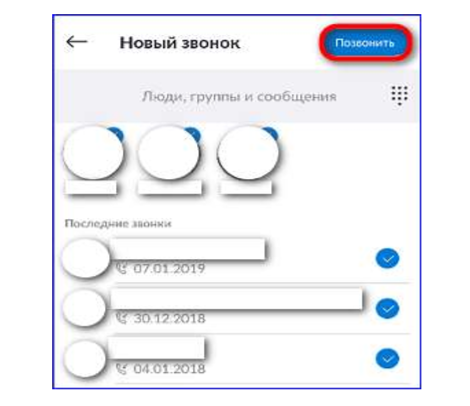 Новый звонок
Позвонить
Люди, группы и сообщения
Последние звонки
07.01.2019
30.12.2018
04.01.2018